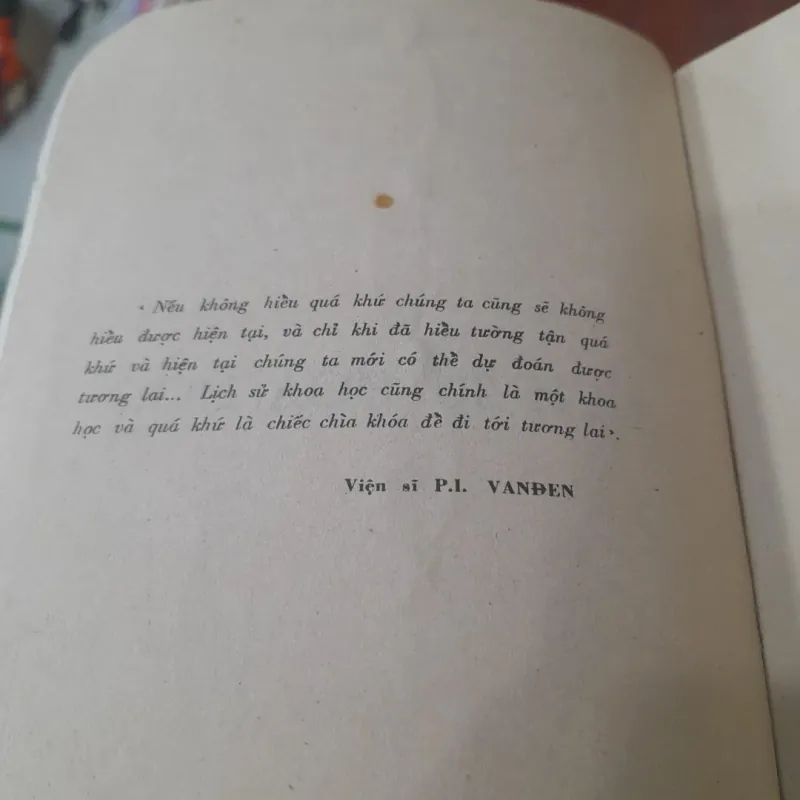 « Nếu không hiểu quá khứ chúng ta cũng sẽ không
hiểu được hiện tại, và chỉ khi đã hiểu tường tận quá
khứ và hiện tại chúng ta mới có thể dự đoán được
tương lai... Lịch sử khoa học cũng chính là một khoa
học và quá khứ là chiếc chìa khóa để đi tới tương lai».
Viện sĩ P.I. VANĐEN